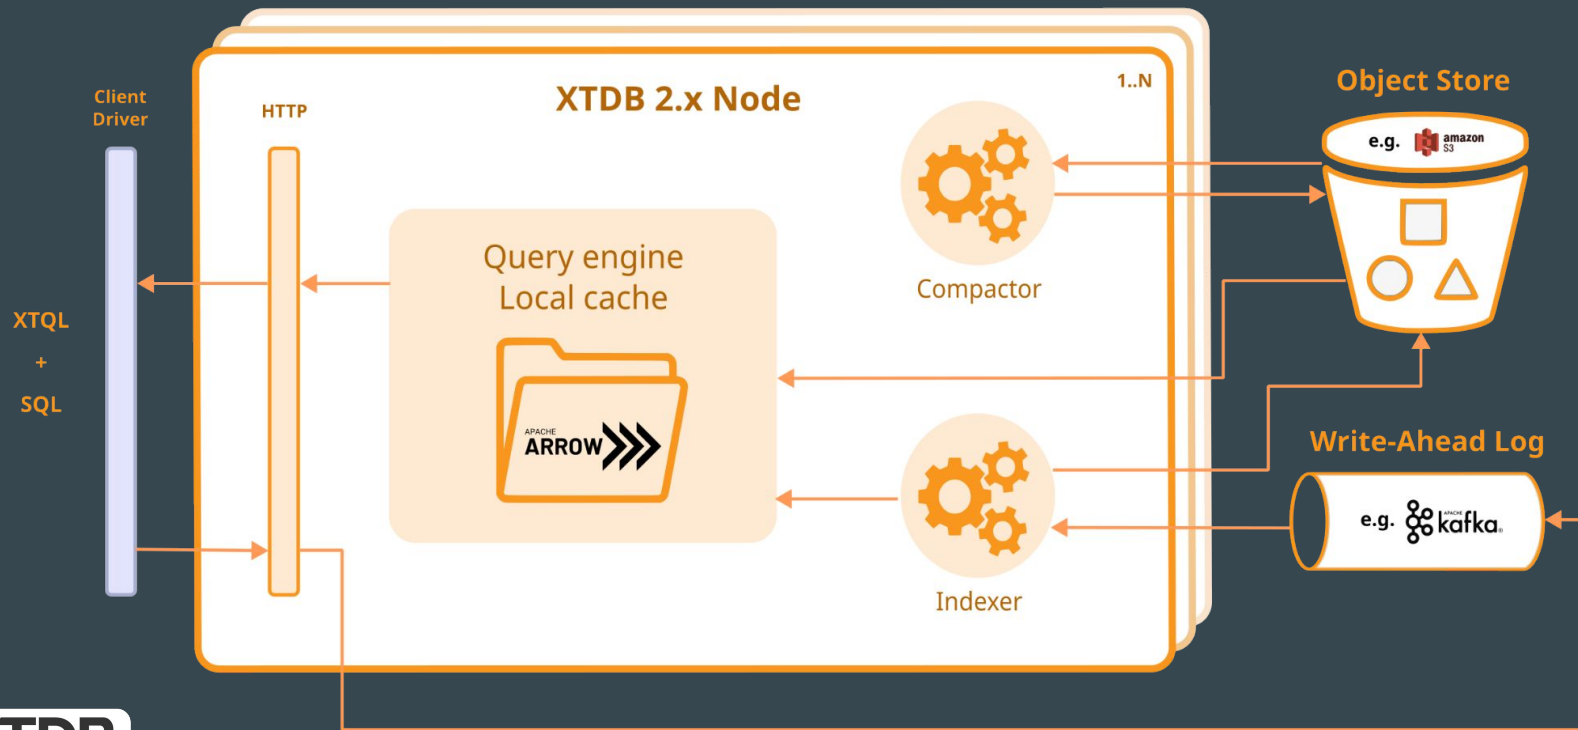 Client
Driver
HTTP
XTDB 2.x Node
1..N
Object Store
e.g. amazon
S3
Query engine
Local cache
Compactor
XTQL
+
SQL
APACHE
ARROW
Write-Ahead Log
e.g. APACHE
kafka®
Indexer
TDB